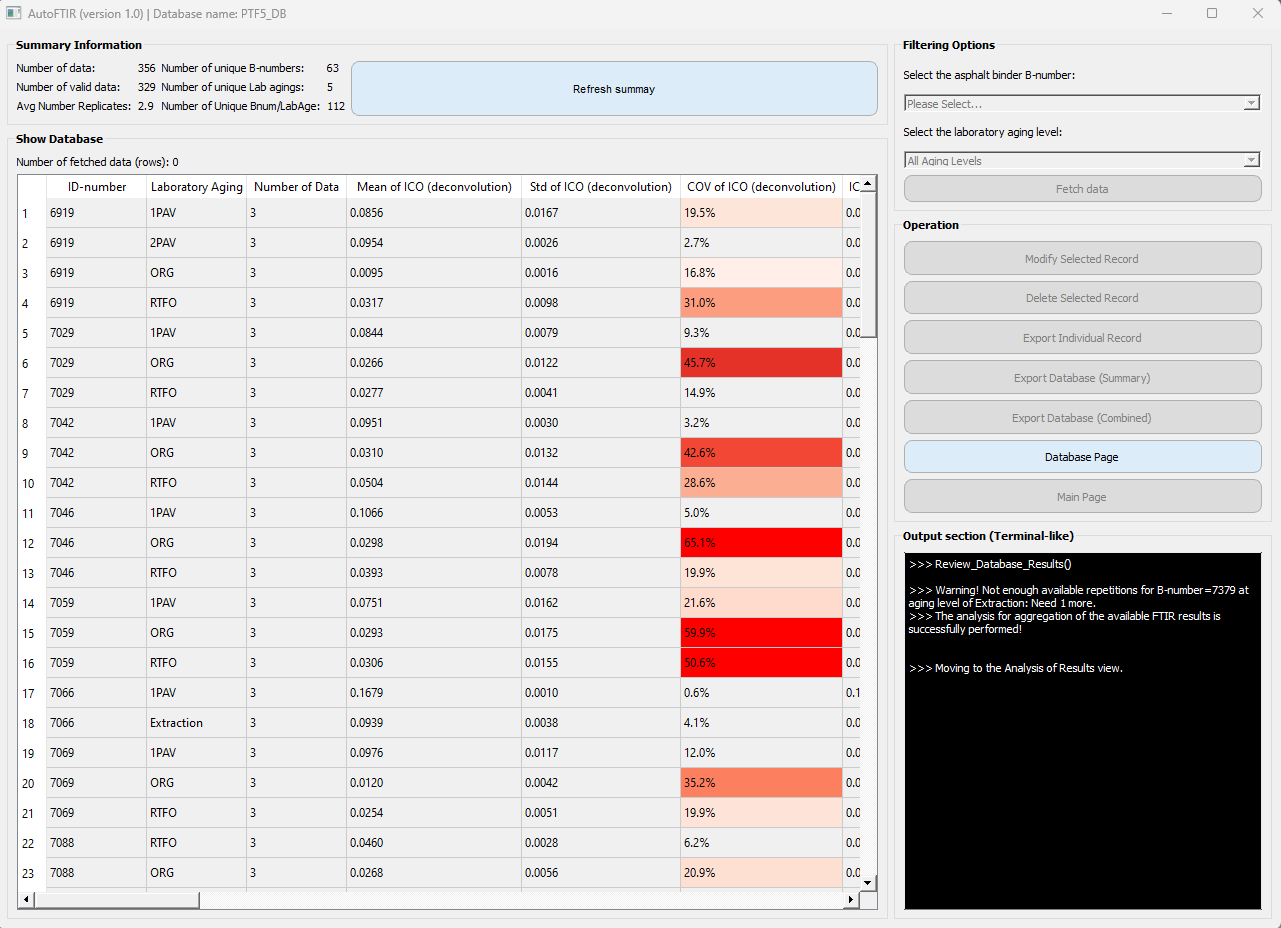 AutoFTIR (version 1.0) | Database name: PTF5_DB
Summary Information
Number of data: 356 Number of unique B-numbers: 63
Number of valid data: 329 Number of unique Lab agings: 5
Avg Number Replicates: 2.9 Number of Unique Bnum/LabAge: 112
Refresh summay
Show Database
Number of fetched data (rows): 0
ID-number Laboratory Aging Number of Data Mean of ICO (deconvolution) Std of ICO (deconvolution) COV of ICO (deconvolution) IC
1 6919 1PAV 3 0.0856 0.0167 19.5% 0.0
2 6919 2PAV 3 0.0954 0.0026 2.7% 0.0
3 6919 ORG 3 0.0095 0.0016 16.8% 0.0
4 6919 RTFO 3 0.0317 0.0098 31.0% 0.0
5 7029 1PAV 3 0.0844 0.0079 9.3% 0.0
6 7029 ORG 3 0.0266 0.0122 45.7% 0.0
7 7029 RTFO 3 0.0277 0.0041 14.9% 0.0
8 7042 1PAV 3 0.0951 0.0030 3.2% 0.0
9 7042 ORG 3 0.0310 0.0132 42.6% 0.0
10 7042 RTFO 3 0.0504 0.0144 28.6% 0.0
11 7046 1PAV 3 0.1066 0.0053 5.0% 0.0
12 7046 ORG 3 0.0298 0.0194 65.1% 0.0
13 7046 RTFO 3 0.0393 0.0078 19.9% 0.0
14 7059 1PAV 3 0.0751 0.0162 21.6% 0.0
15 7059 ORG 3 0.0293 0.0175 59.9% 0.0
16 7059 RTFO 3 0.0306 0.0155 50.6% 0.0
17 7066 1PAV 3 0.1679 0.0010 0.6% 0.1
18 7066 Extraction 3 0.0939 0.0038 4.1% 0.0
19 7069 1PAV 3 0.0976 0.0117 12.0% 0.0
20 7069 ORG 3 0.0120 0.0042 35.2% 0.0
21 7069 RTFO 3 0.0254 0.0051 19.9% 0.0
22 7088 RTFO 3 0.0460 0.0028 6.2% 0.0
23 7088 ORG 3 0.0268 0.0056 20.9% 0.0
Filtering Options
Select the asphalt binder B-number:
Please Select...
Select the laboratory aging level:
All Aging Levels
Fetch data
Operation
Modify Selected Record
Delete Selected Record
Export Individual Record
Export Database (Summary)
Export Database (Combined)
Database Page
Main Page
Output section (Terminal-like)
>>> Review_Database_Results()
>>> Warning! Not enough available repetitions for B-number=7379 at
aging level of Extraction: Need 1 more.
>>> The analysis for aggregation of the available FTIR results is
successfully performed!
>>> Moving to the Analysis of Results view.